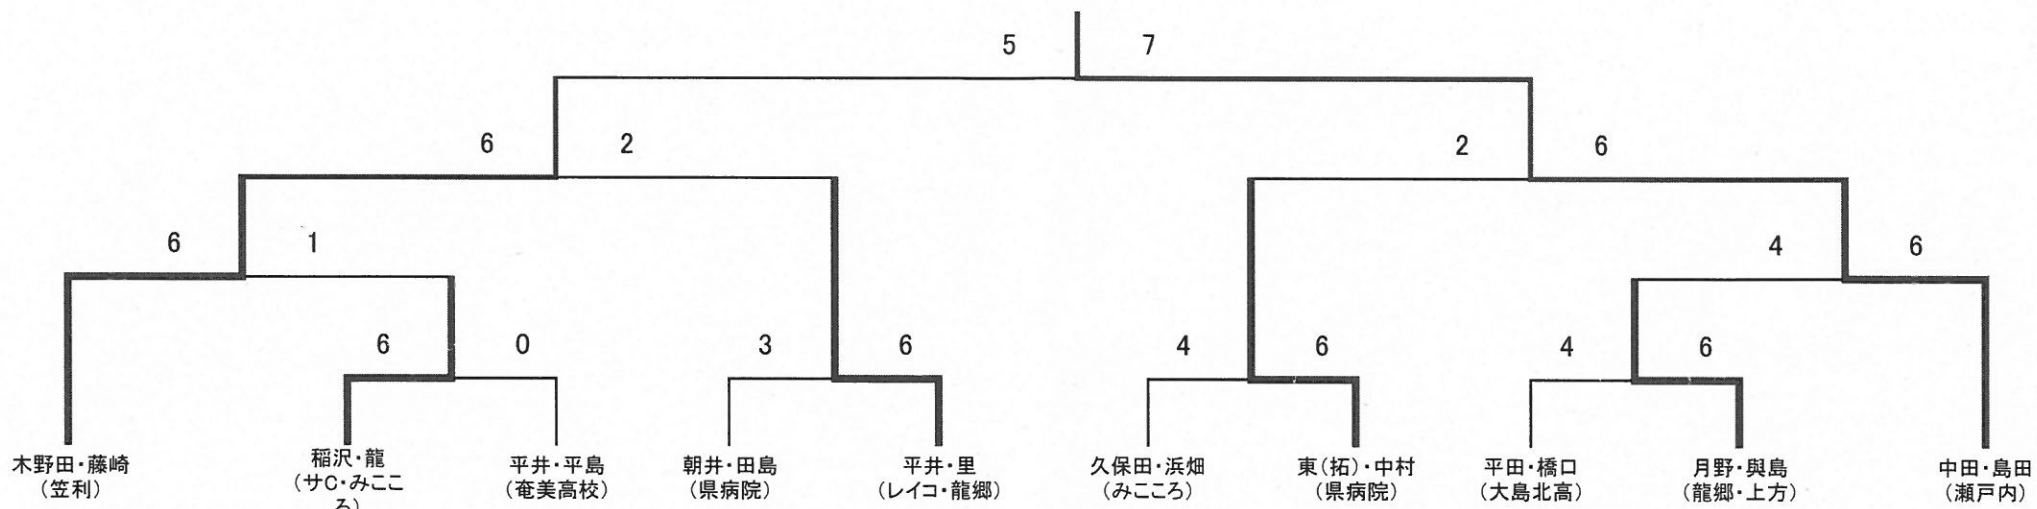 5 7
6 2 2 6
6 1 4 6
6 0 3 6 4 6 4 6
木野田・藤崎
(笠利)
稲沢・龍
(サC・みここ
ろ)
平井・平島
(奄美高校)
朝井・田島
(県病院)
平井・里
(レイコ・龍郷)
久保田・浜畑
(みこころ)
東(拓)・中村
(県病院)
平田・橋口
(大島北高)
月野・與島
(龍郷・上方)
中田・島田
(瀬戸内)